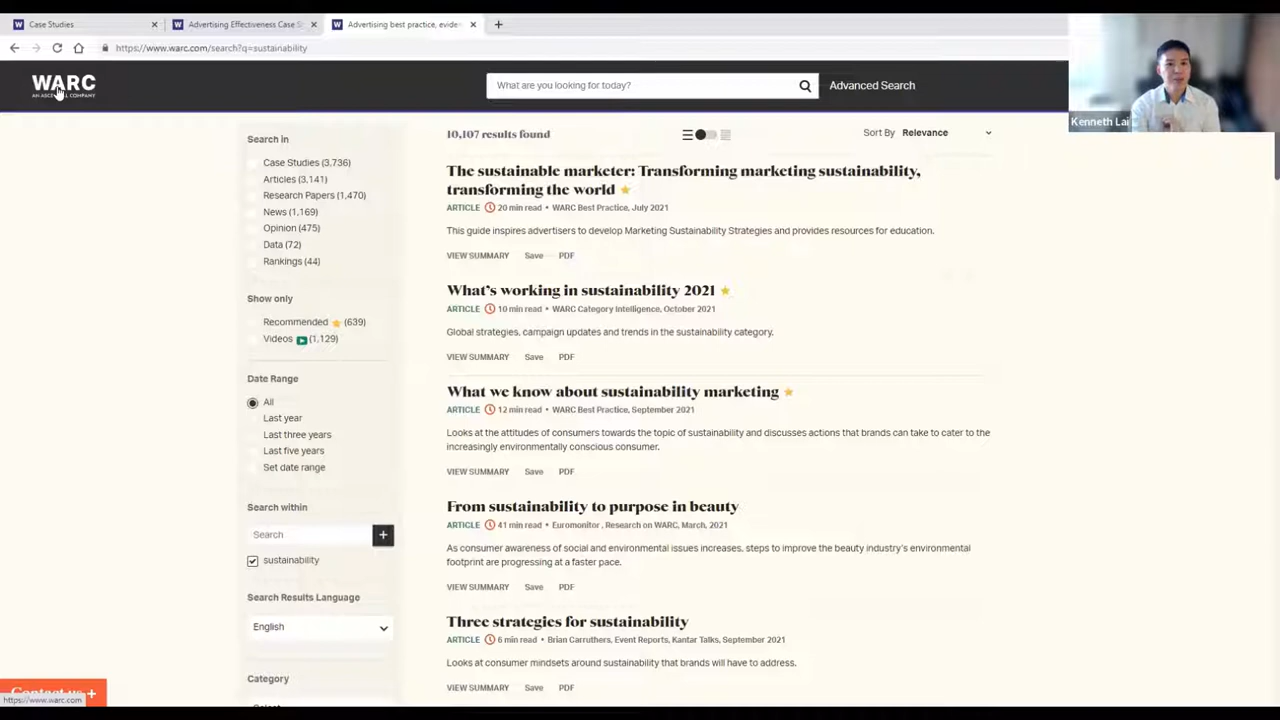 Case Studies
Advertising Effectiveness Case S
Advertising best practice, evide
https://www.warc.com/search?q=sustainability
WARC
AN ASCENTIAL COMPANY
What are you looking for today?
Advanced Search
Kenneth Lai
Search in
Case Studies (3,736)
Articles (3,141)
Research Papers (1,470)
News (1,169)
Opinion (475)
Data (72)
Rankings (44)
Show only
Recommended (639)
Videos (1,129)
Date Range
All
Last year
Last three years
Last five years
Set date range
Search within
Search
+
sustainability
Search Results Language
English
Category
10,107 results found
Sort By Relevance
The sustainable marketer: Transforming marketing sustainability,
transforming the world
ARTICLE 20 min read • WARC Best Practice, July 2021
This guide inspires advertisers to develop Marketing Sustainability Strategies and provides resources for education.
VIEW SUMMARY Save PDF
What's working in sustainability 2021
ARTICLE 10 min read • WARC Category Intelligence, October 2021
Global strategies, campaign updates and trends in the sustainability category.
VIEW SUMMARY Save PDF
What we know about sustainability marketing
ARTICLE 12 min read • WARC Best Practice, September 2021
Looks at the attitudes of consumers towards the topic of sustainability and discusses actions that brands can take to cater to the
increasingly environmentally conscious consumer.
VIEW SUMMARY Save PDF
From sustainability to purpose in beauty
ARTICLE 41 min read • Euromonitor , Research on WARC, March, 2021
As consumer awareness of social and environmental issues increases, steps to improve the beauty industry's environmental
footprint are progressing at a faster pace.
VIEW SUMMARY Save PDF
Three strategies for sustainability
ARTICLE 6 min read • Brian Carruthers, Event Reports, Kantar Talks, September 2021
Looks at consumer mindsets around sustainability that brands will have to address.
VIEW SUMMARY Save PDF
Contact us +
https://www.warc.com